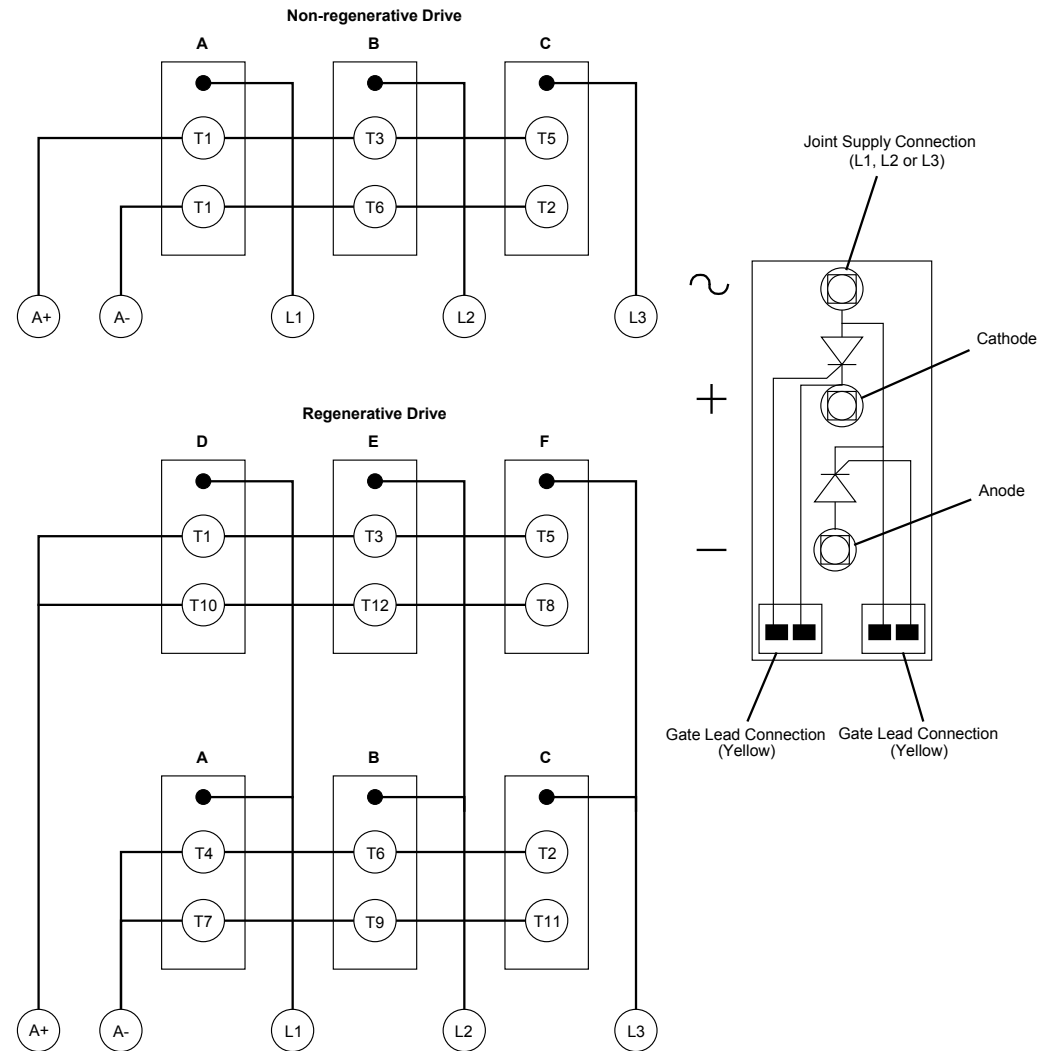 Non-regenerative Drive
A B C
T1 T3 T5
T1 T6 T2
A+ A- L1 L2 L3
Joint Supply Connection
(L1, L2 or L3)
+
Cathode
–
Anode
Gate Lead Connection
(Yellow)
Gate Lead Connection
(Yellow)
Regenerative Drive
D E F
T1 T3 T5
T10 T12 T8
A B C
T4 T6 T2
T7 T9 T11
A+ A- L1 L2 L3